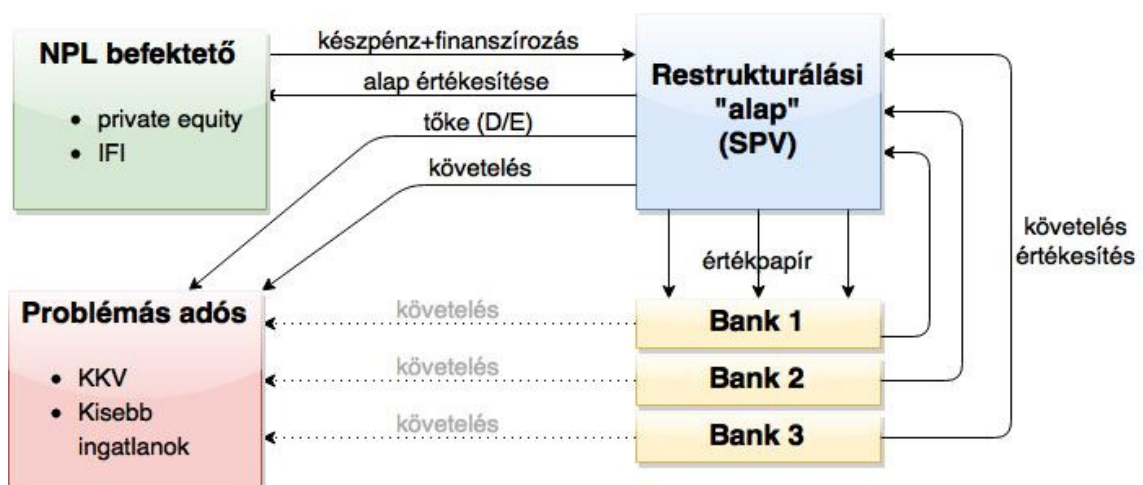 NPL befektető
• private equity
• IFI
készpénz+finanszírozás
alap értékesítése
tőke (D/E)
követelés
Restrukturálási
"alap"
(SPV)
követelés
értékesítés
értékpapír
Problémás adós
• KKV
• Kisebb
ingatlanok
követelés
követelés
követelés
Bank 1
Bank 2
Bank 3